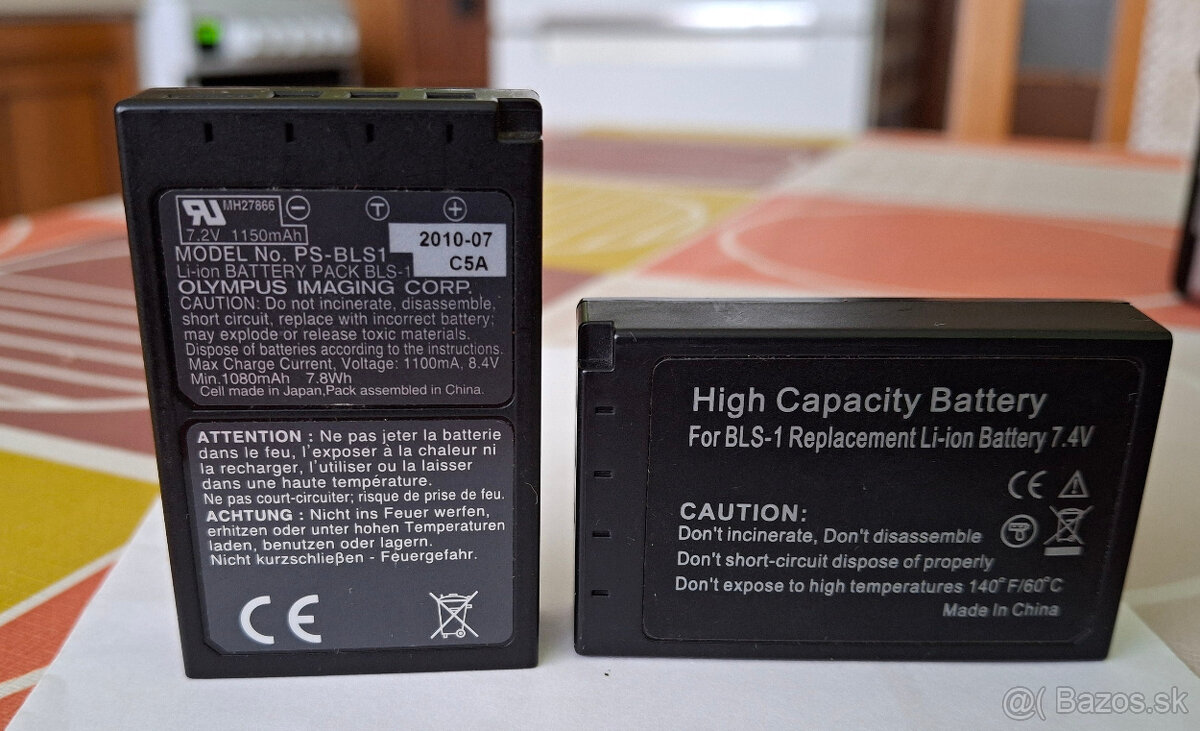 MH27866
7.2V 1150mAh
2010-07
C5A
MODEL No. PS-BLS1
Li-ion BATTERY PACK BLS-1
OLYMPUS IMAGING CORP.
CAUTION: Do not incinerate, disassemble,
short circuit, replace with incorrect battery;
may explode or release toxic materials.
Dispose of batteries according to the instructions.
Max Charge Current, Voltage: 1100mA, 8.4V
Min.1080mAh 7.8Wh
Cell made in Japan,Pack assembled in China.
ATTENTION : Ne pas jeter la batterie
dans le feu, l'exposer à la chaleur ni
la recharger, l'utiliser ou la laisser
dans une haute température.
Ne pas court-circuiter; risque de prise de feu.
ACHTUNG : Nicht ins Feuer werfen,
erhitzen oder unter hohen Temperaturen
laden, benutzen oder lagern.
Nicht kurzschlieβen - Feuergefahr.
CE
High Capacity Battery
For BLS-1 Replacement Li-ion Battery 7.4V
CE
CAUTION:
Don't incinerate, Don't disassemble
Don't short-circuit dispose of properly
Don't expose to high temperatures 140°F/60°C
Made In China
@( Bazos.sk